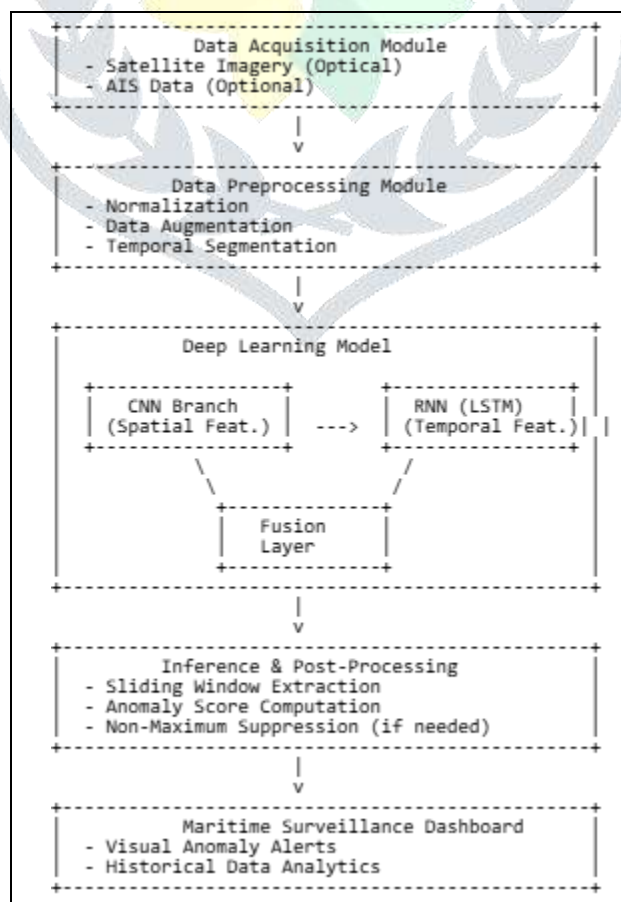 Data Acquisition Module
- Satellite Imagery (Optical)
- AIS Data (Optional)
Data Preprocessing Module
- Normalization
- Data Augmentation
- Temporal Segmentation
Deep Learning Model
CNN Branch ---> RNN (LSTM)
(Spatial Feat.) (Temporal Feat.)
Fusion
Layer
Inference & Post-Processing
- Sliding Window Extraction
- Anomaly Score Computation
- Non-Maximum Suppression (if needed)
Maritime Surveillance Dashboard
- Visual Anomaly Alerts
- Historical Data Analytics